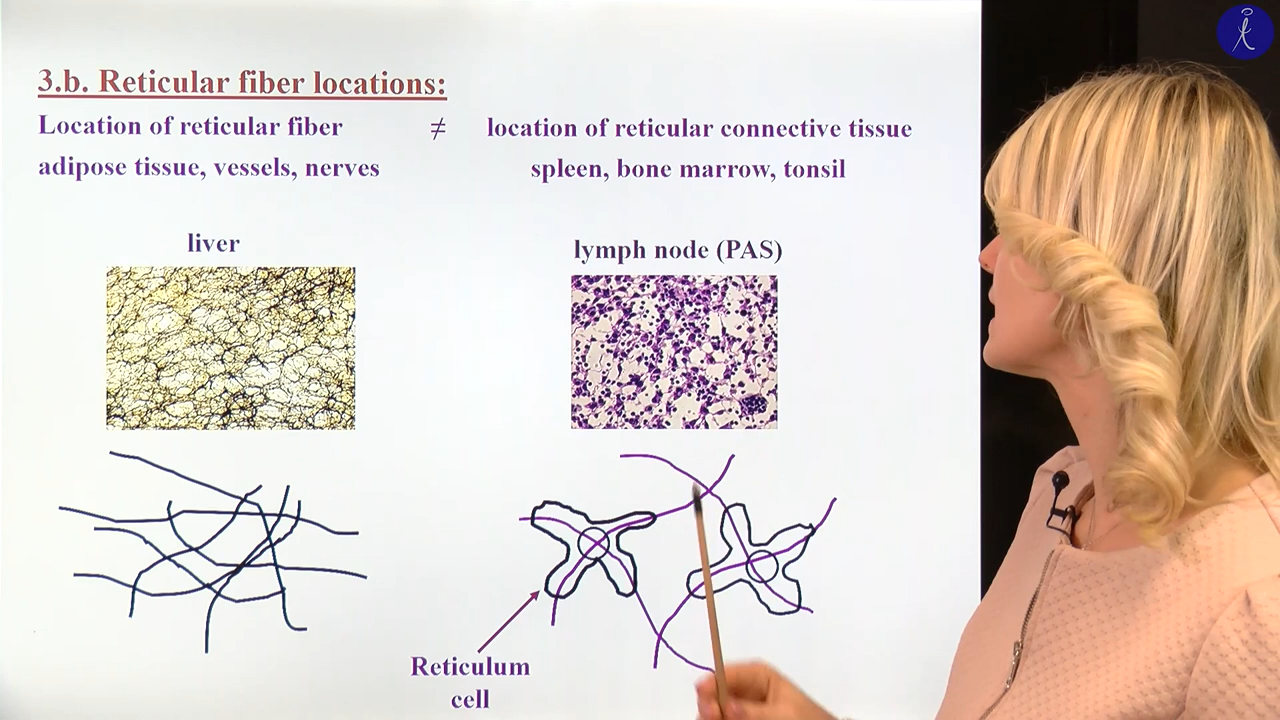 3.b. Reticular fiber locations:
Location of reticular fiber ≠ location of reticular connective tissue
adipose tissue, vessels, nerves spleen, bone marrow, tonsil
liver lymph node (PAS)
Reticulum
cell